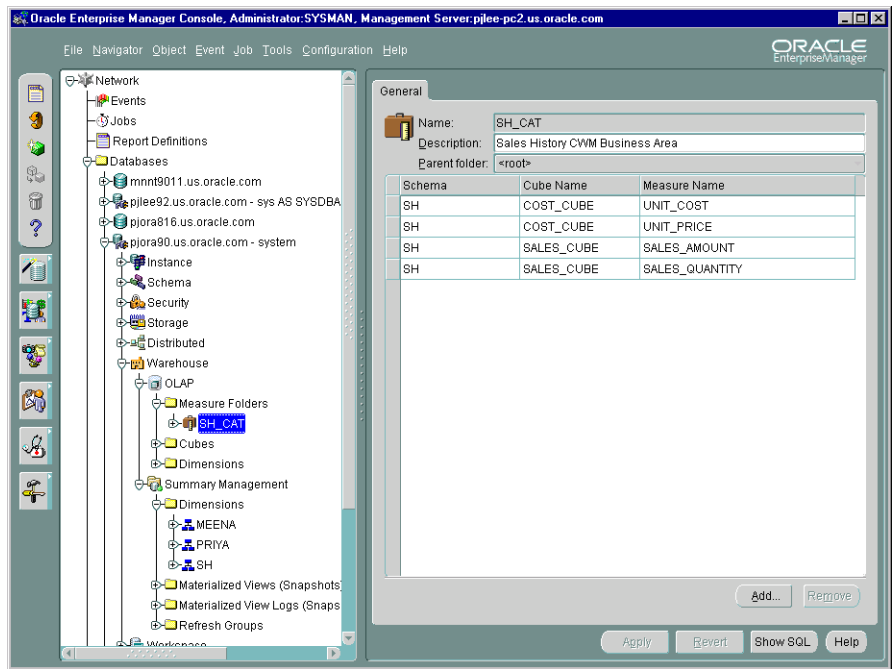 Oracle Enterprise Manager Console, Administrator:SYSMAN, Management Server:pjlee-pc2.us.oracle.com
File Navigator Object Event Job Tools Configuration Help
ORACLE
EnterpriseManager
Network
Events
Jobs
Report Definitions
Databases
mnnt9011.us.oracle.com
pjlee92.us.oracle.com - sys AS SYSDBA
pjora816.us.oracle.com
pjora90.us.oracle.com - system
Instance
Schema
Security
Storage
Distributed
Warehouse
OLAP
Measure Folders
SH_CAT
Cubes
Dimensions
Summary Management
Dimensions
MEENA
PRIYA
SH
Materialized Views (Snapshots)
Materialized View Logs (Snaps
Refresh Groups
Workspace
General
Name: SH_CAT
Description: Sales History CWM Business Area
Parent folder: <root>
Schema Cube Name Measure Name
SH COST_CUBE UNIT_COST
SH COST_CUBE UNIT_PRICE
SH SALES_CUBE SALES_AMOUNT
SH SALES_CUBE SALES_QUANTITY
Add... Remove
Apply Revert Show SQL Help